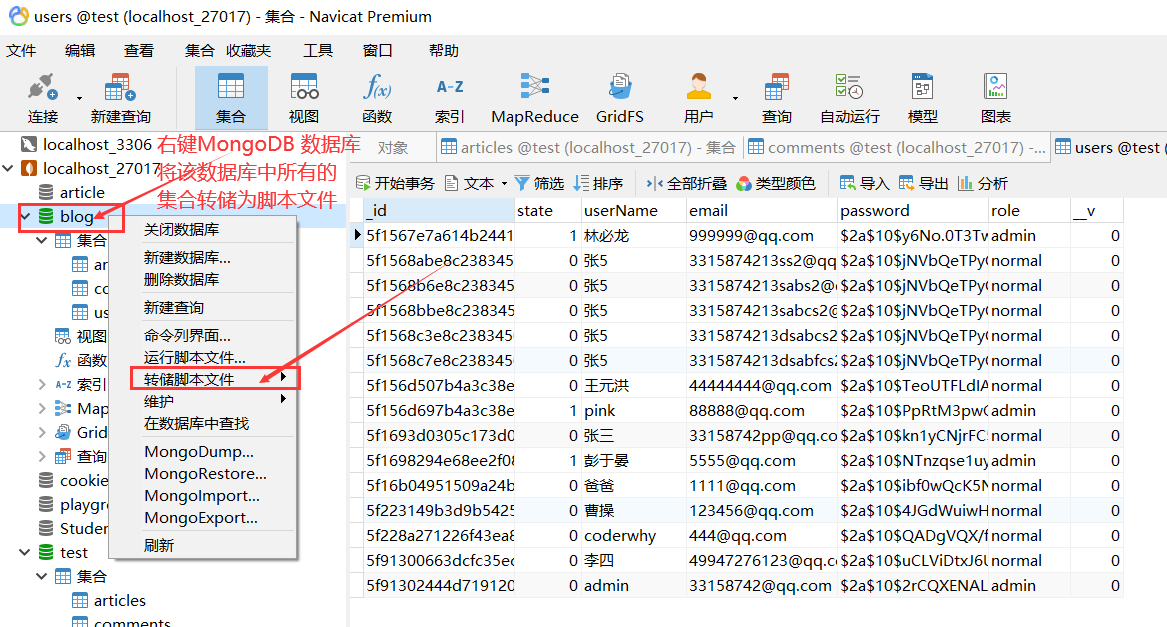 users @test (localhost_27017) - 集合 - Navicat Premium
文件 编辑 查看 集合 收藏夹 工具 窗口 帮助
连接 新建查询 集合 视图 函数 索引 MapReduce GridFS 用户 查询 自动运行 模型 图表
localhost_3306
localhost_27017
article
blog
集合
ar
co
us
视图
函数
索引
Map
Grid
查询
cookie
playgr
Studer
test
集合
articles
comments
右键MongoDB 数据库
将该数据库中所有的
集合转储为脚本文件
关闭数据库
新建数据库...
删除数据库
新建查询
命令列界面...
运行脚本文件...
转储脚本文件
维护
在数据库中查找
MongoDump...
MongoRestore...
MongoImport...
MongoExport...
刷新
对象 articles @test (localhost_27017) - 集合 comments @test (localhost_27017) -... users @test (
开始事务 文本 筛选 排序 全部折叠 类型颜色 导入 导出 分析
_id state userName email password role __v
5f1567e7a614b2441 1 林必龙 999999@qq.com $2a$10$y6No.0T3Tw admin 0
5f1568abe8c238345 0 张5 3315874213ss2@qq $2a$10$jNVbQeTPy normal 0
5f1568b6e8c238345 0 张5 3315874213sabs2@ $2a$10$jNVbQeTPy normal 0
5f1568bbe8c238345 0 张5 3315874213sabcs2@ $2a$10$jNVbQeTPy normal 0
5f1568c3e8c238345 0 张5 3315874213dsabcs2 $2a$10$jNVbQeTPy normal 0
5f1568c7e8c238345 0 张5 3315874213dsabfcs2 $2a$10$jNVbQeTPy normal 0
5f156d507b4a3c38e 0 王元洪 44444444@qq.com $2a$10$TeoUTFLdIA normal 0
5f156d697b4a3c38e 1 pink 88888@qq.com $2a$10$PpRtM3pw admin 0
5f1693d0305c173d0 0 张三 33158742pp@qq.co $2a$10$kn1yCNjrFC normal 0
5f1698294e68ee2f08 1 彭于晏 5555@qq.com $2a$10$NTnzqse1uy admin 0
5f16b04951509a24b 0 爸爸 1111@qq.com $2a$10$ibf0wQcK5N normal 0
5f223149b3d9b5425 0 曹操 123456@qq.com $2a$10$4JGdWuiwH normal 0
5f228a271226f43ea8 0 coderwhy 444@qq.com $2a$10$QADgVQX/f normal 0
5f91300663dcfc35ec 0 李四 49947276123@qq.c $2a$10$uCLViDtxJ6U normal 0
5f91302444d719120 0 admin 33158742@qq.com $2a$10$2rCQXENAL admin 0